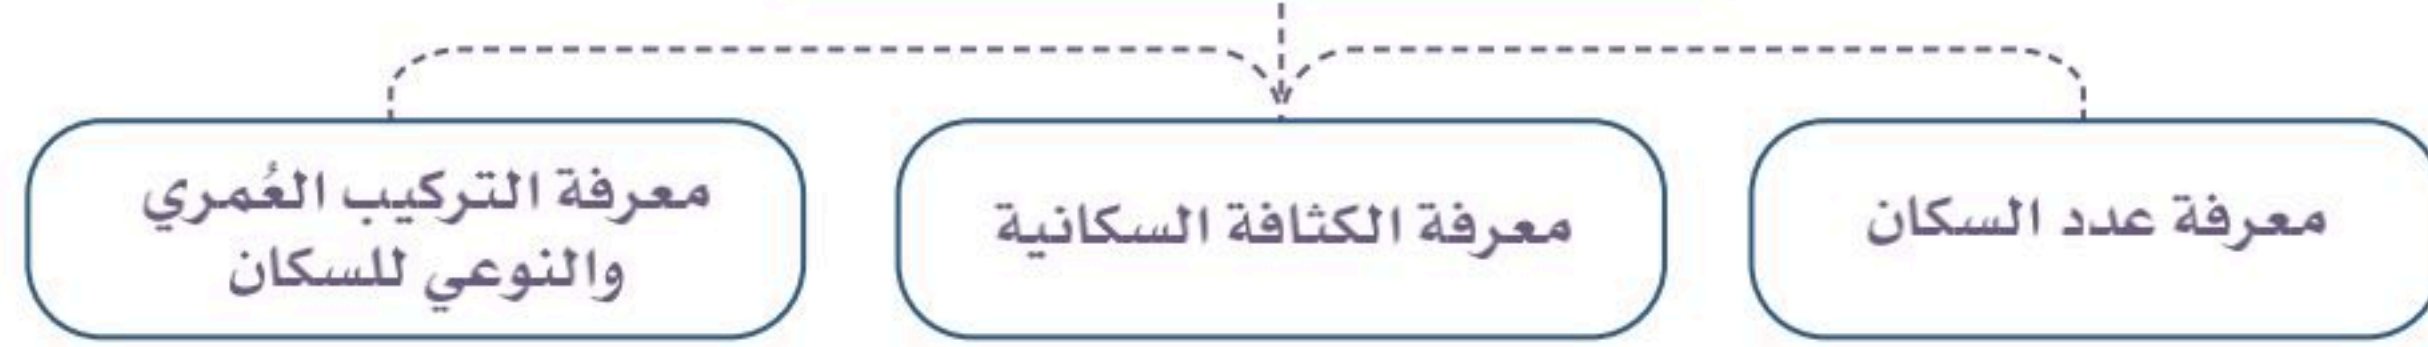 معرفة عدد السكان
معرفة الكثافة السكانية
معرفة التركيب العُمري
والنوعي للسكان